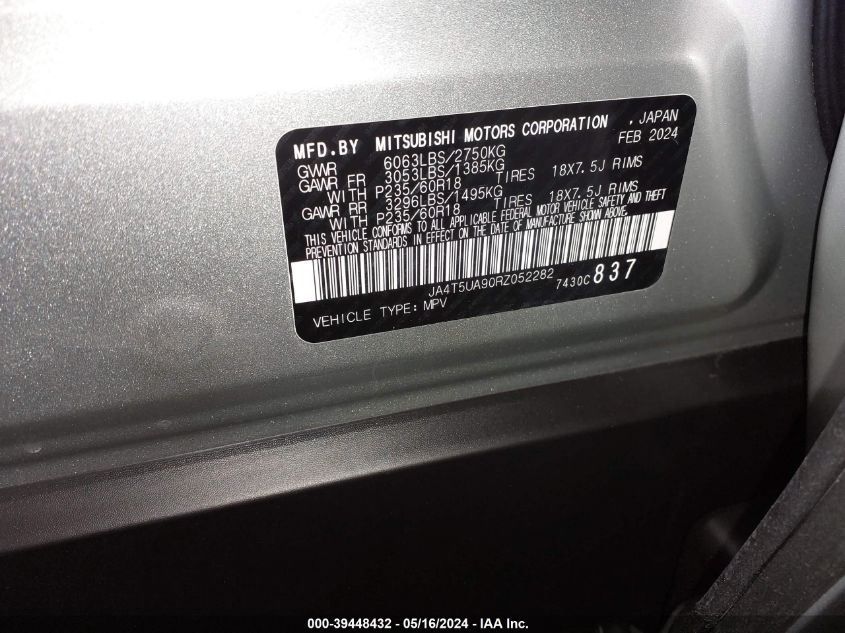 MFD.BY MITSUBISHI MOTORS CORPORATION , JAPAN
GVWR 6063LBS/2750KG FEB 2024
GAWR FR 3053LBS/1385KG
WITH P235/60R18 TIRES 18X7.5J RIMS
GAWR RR 3296LBS/1495KG
WITH P235/60R18 TIRES 18X7.5J RIMS
THIS VEHICLE CONFORMS TO ALL APPLICABLE FEDERAL MOTOR VEHICLE SAFETY AND THEFT
PREVENTION STANDARDS IN EFFECT ON THE DATE OF MANUFACTURE SHOWN ABOVE.
JA4T5UA90RZ052282 7430C 837
VEHICLE TYPE: MPV
000-39448432 - 05/16/2024 - IAA Inc.